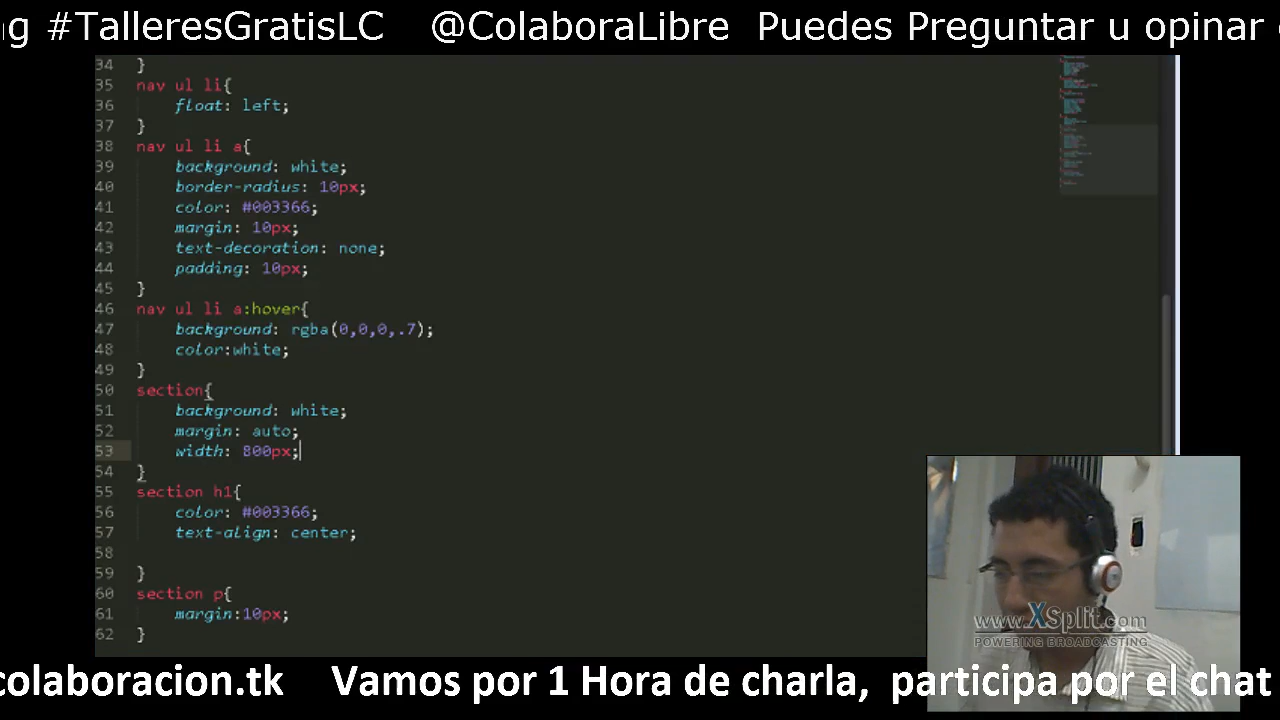 g #TalleresGratisLC @ColaboraLibre Puedes Preguntar u opinar
34 }
35 nav ul li{
36 float: left;
37 }
38 nav ul li a{
39 background: white;
40 border-radius: 10px;
41 color: #003366;
42 margin: 10px;
43 text-decoration: none;
44 padding: 10px;
45 }
46 nav ul li a:hover{
47 background: rgba(0,0,0,.7);
48 color:white;
49 }
50 section{
51 background: white;
52 margin: auto;
53 width: 800px;
54 }
55 section h1{
56 color: #003366;
57 text-align: center;
58
59 }
60 section p{
61 margin:10px;
62 }
www.XSplit.com
POWERING BROADCASTING
colaboracion.tk Vamos por 1 Hora de charla, participa por el chat